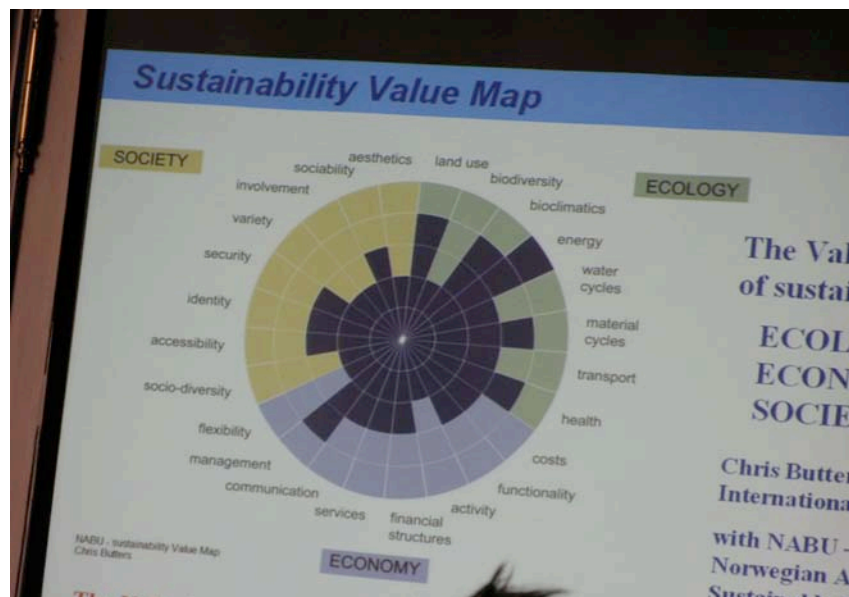 Sustainability Value Map
SOCIETY
ECOLOGY
aesthetics
sociability
involvement
variety
security
identity
accessibility
socio-diversity
land use
biodiversity
bioclimatics
energy
water
cycles
material
cycles
transport
health
costs
functionality
activity
financial
structures
services
communication
management
flexibility
ECONOMY
NABU - sustainability Value Map
Chris Butters
The Val
of sustai
ECOL
ECON
SOCIE
Chris Butter
Internationa
with NABU -
Norwegian A